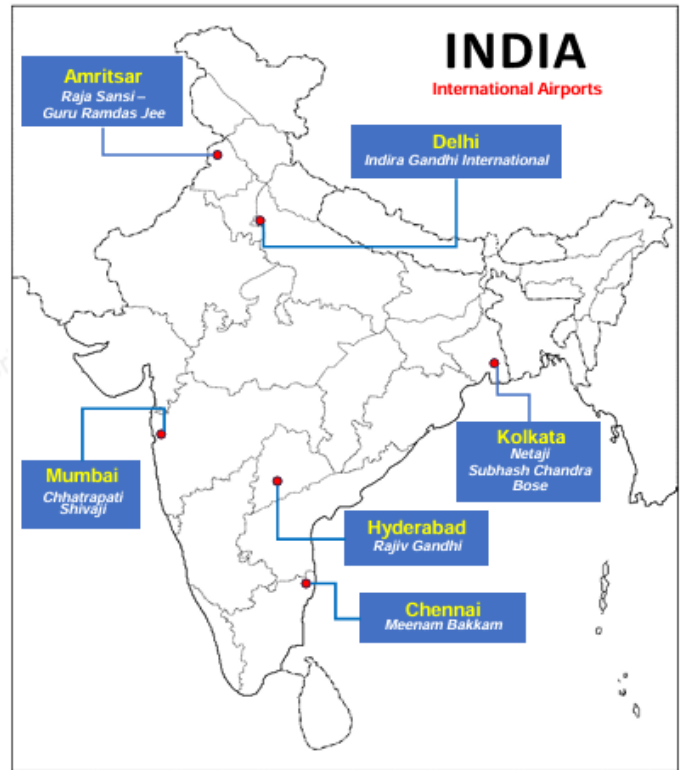 INDIA
International Airports
Amritsar
Raja Sansi –
Guru Ramdas Jee
Delhi
Indira Gandhi International
Kolkata
Netaji
Subhash Chandra
Bose
Mumbai
Chhatrapati
Shivaji
Hyderabad
Rajiv Gandhi
Chennai
Meenam Bakkam